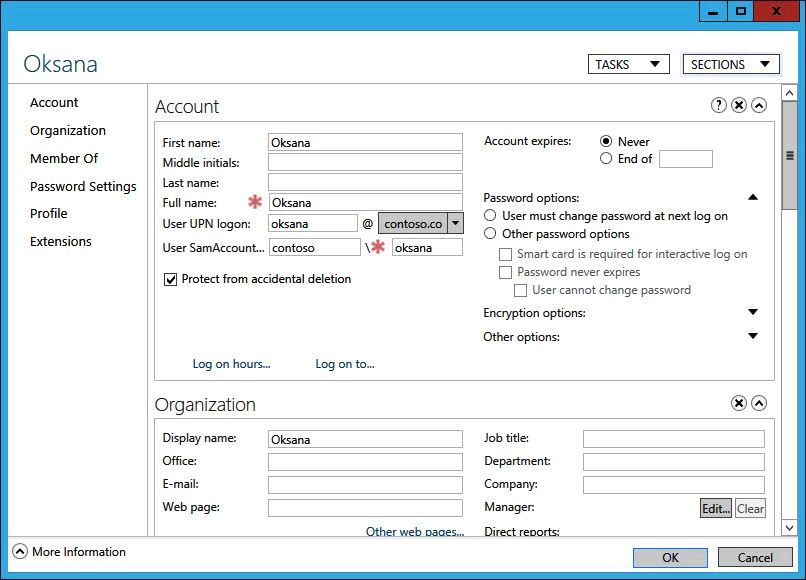 Oksana
TASKS
SECTIONS
Account
Organization
Member Of
Password Settings
Profile
Extensions
Account
?
First name:
Oksana
Middle initials:
Last name:
Full name:
* Oksana
User UPN logon:
oksana
@
contoso.co
User SamAccount...
contoso
\* oksana
Protect from accidental deletion
Log on hours...
Log on to...
Account expires:
Never
End of
Password options:
User must change password at next log on
Other password options
Smart card is required for interactive log on
Password never expires
User cannot change password
Encryption options:
Other options:
Organization
Display name:
Oksana
Office:
E-mail:
Web page:
Other web pages...
Job title:
Department:
Company:
Manager:
Edit...
Clear
Direct reports:
More Information
OK
Cancel